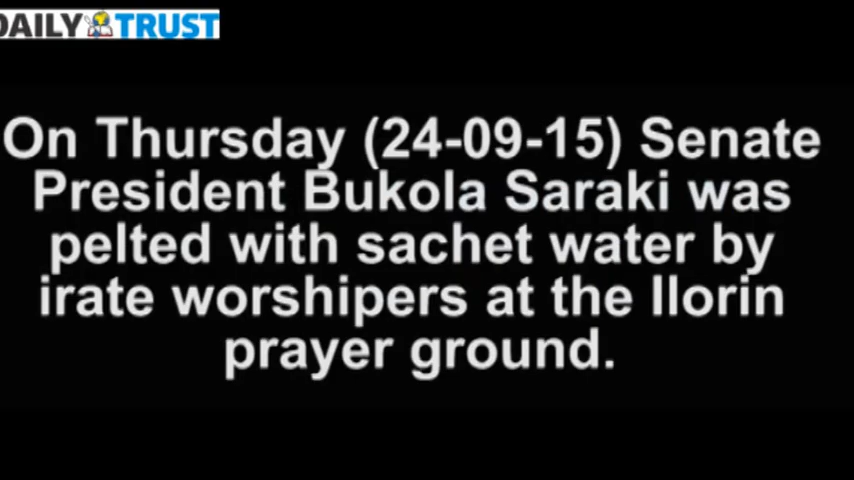 DAILY TRUST
On Thursday (24-09-15) Senate
President Bukola Saraki was
pelted with sachet water by
irate worshipers at the Ilorin
prayer ground.